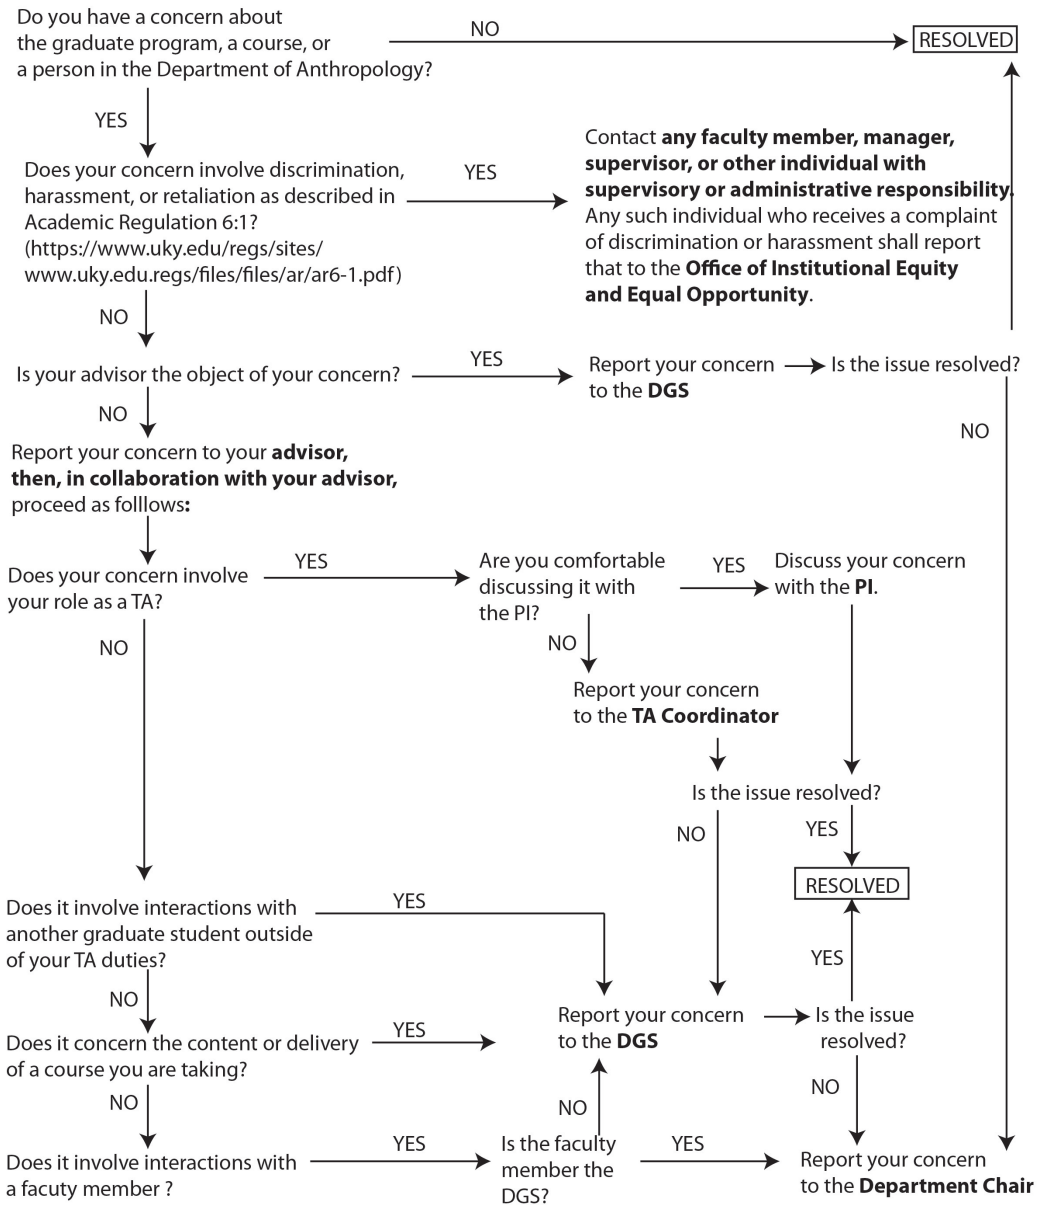 Do you have a concern about
the graduate program, a course, or
a person in the Department of Anthropology?
NO
RESOLVED
YES
Does your concern involve discrimination,
harassment, or retaliation as described in
Academic Regulation 6:1?
(https://www.uky.edu/regs/sites/
www.uky.edu.regs/files/files/ar/ar6-1.pdf)
YES
Contact any faculty member, manager,
supervisor, or other individual with
supervisory or administrative responsibility.
Any such individual who receives a complaint
of discrimination or harassment shall report
that to the Office of Institutional Equity
and Equal Opportunity.
NO
Is your advisor the object of your concern?
YES
Report your concern
to the DGS
Is the issue resolved?
NO
NO
Report your concern to your advisor,
then, in collaboration with your advisor,
proceed as folllows:
Does your concern involve
your role as a TA?
YES
Are you comfortable
discussing it with
the PI?
YES
Discuss your concern
with the PI.
NO
NO
Report your concern
to the TA Coordinator
Is the issue resolved?
NO
YES
RESOLVED
Does it involve interactions with
another graduate student outside
of your TA duties?
YES
YES
NO
Report your concern
to the DGS
Is the issue
resolved?
Does it concern the content or delivery
of a course you are taking?
YES
NO
NO
NO
Does it involve interactions with
a facuty member ?
YES
Is the faculty
member the
DGS?
YES
Report your concern
to the Department Chair